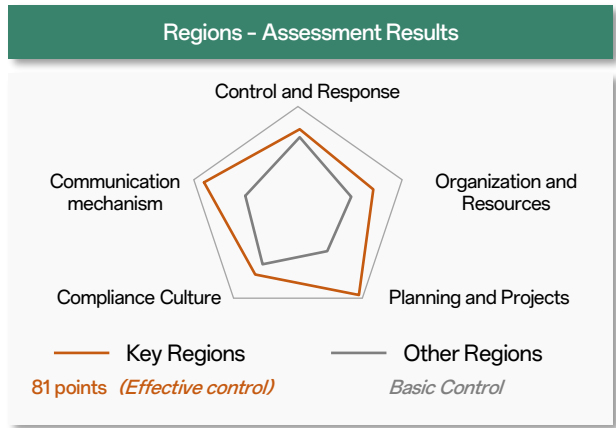 Regions - Assessment Results
Control and Response
Communication
mechanism
Organization and
Resources
Compliance Culture
Planning and Projects
Key Regions
Other Regions
81 points (Effective control)
Basic Control